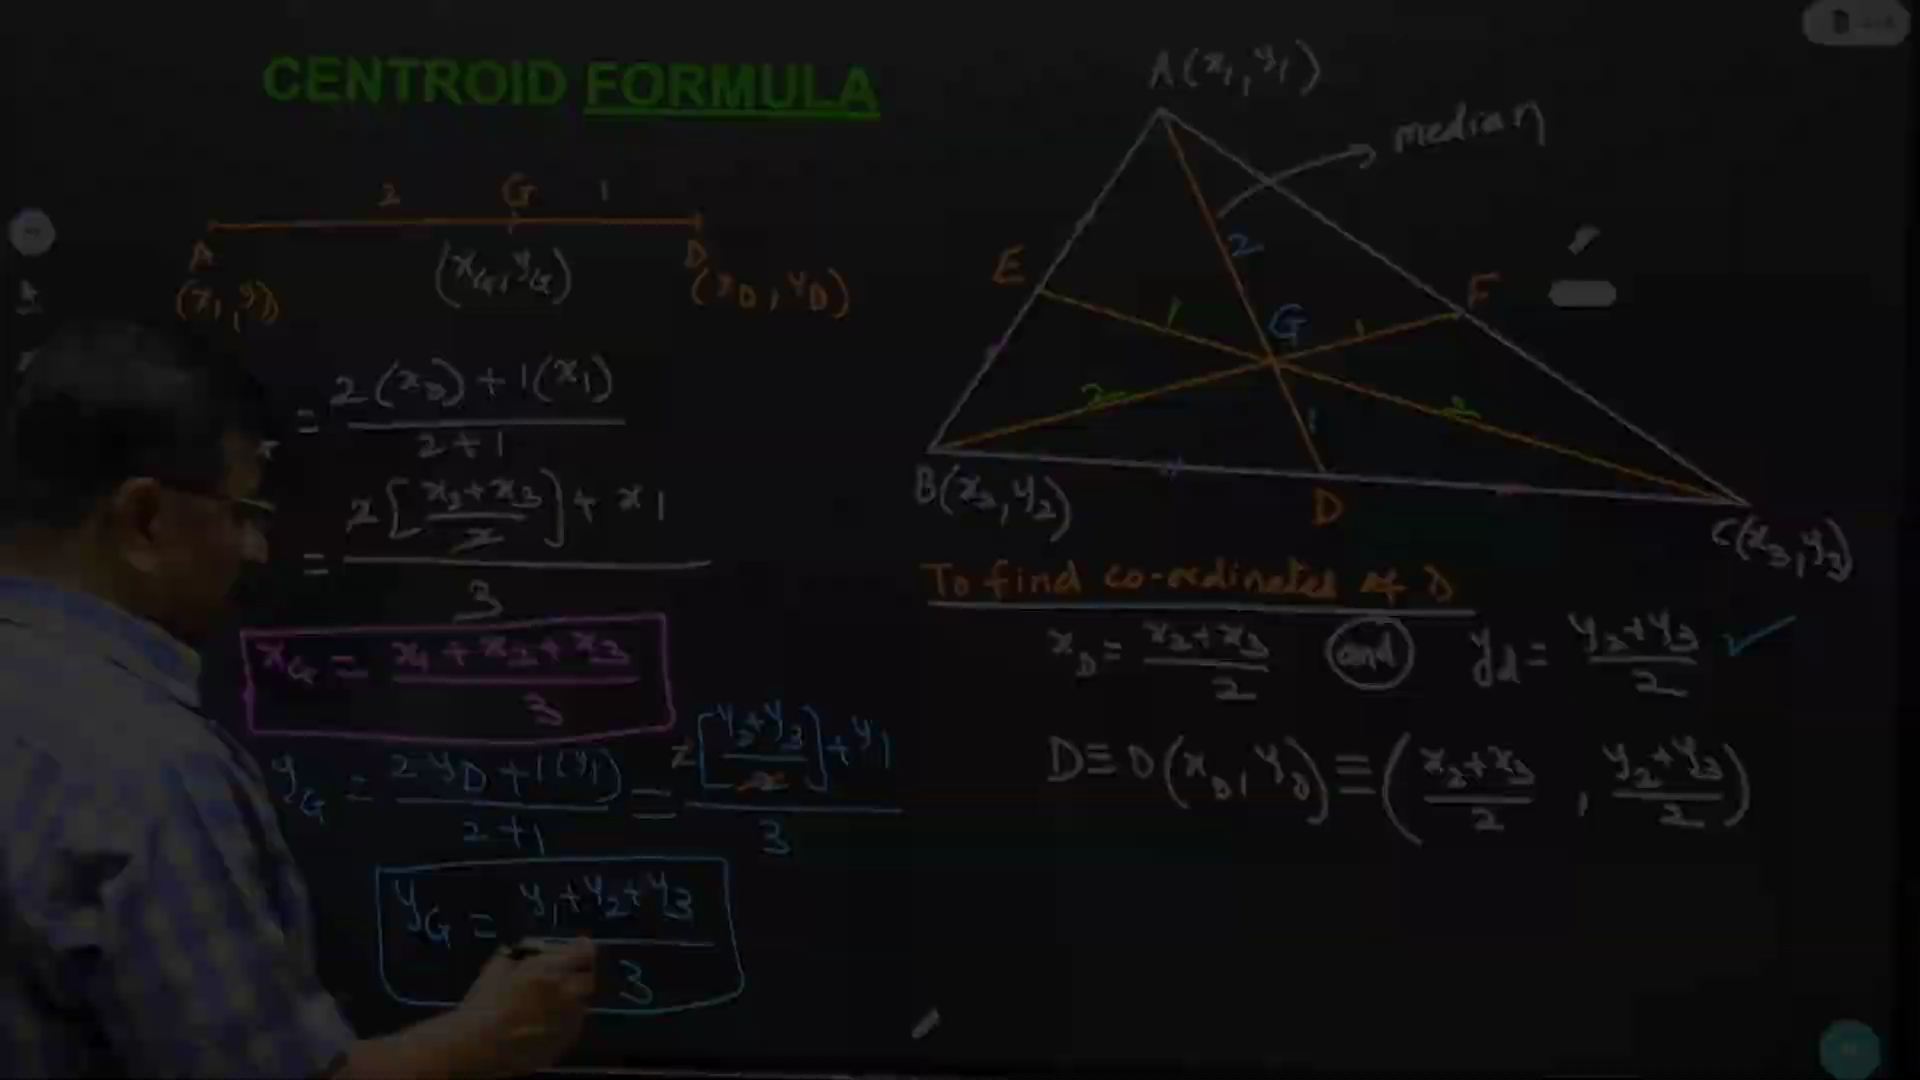 CENTROID FORMULA
2 G 1
A D
(x1, y) (xG, yG) (xD, yD)
= 2(xD) + 1(x1) / 2+1
= 2[x2+x3 / 2] + x1 / 3
xG = x1 + x2 + x3 / 3
yG = 2yD + 1(y1) / 2+1 = 2[y2+y3 / 2] + y1 / 3
yG = y1+y2+y3 / 3
A(x1, y1)
median
2
E F
1 G 1
2 1 2
B(x2, y2) D C(x3, y3)
To find co-ordinates of D
xD = x2+x3 / 2 and yd = y2+y3 / 2 ✓
D ≡ D(xD, yD) ≡ (x2+x3 / 2 , y2+y3 / 2)